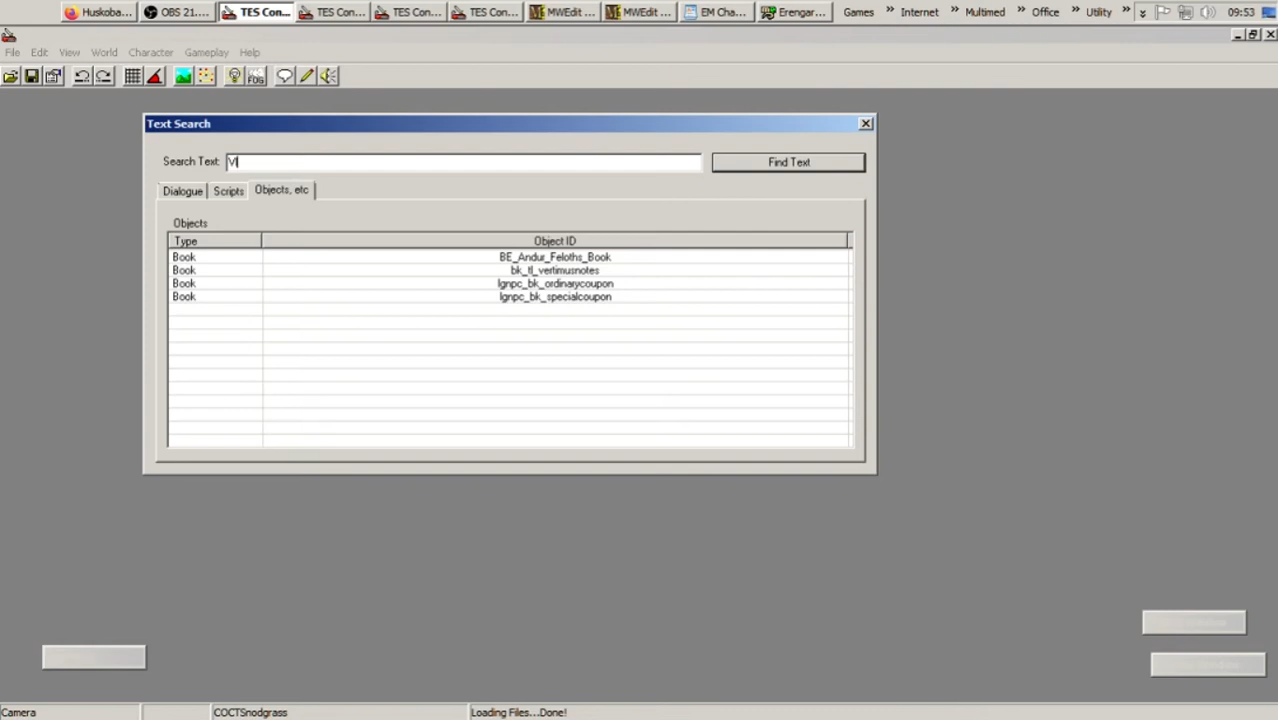 Huskoba...
OBS 21....
TES Con...
TES Con...
TES Con...
TES Con...
MWEdit ...
MWEdit ...
EM Cha...
Erengar...
Games »
Internet »
Multimed »
Office »
Utility »
09:53
File Edit View World Character Gameplay Help
FOG
Text Search
Search Text:
Find Text
Dialogue Scripts Objects, etc
Objects
Type Object ID
Book BE_Andur_Feloths_Book
Book bk_tl_vertimusnotes
Book lgnpc_bk_ordinarycoupon
Book lgnpc_bk_specialcoupon
Camera COCTSnodgrass Loading Files...Done!